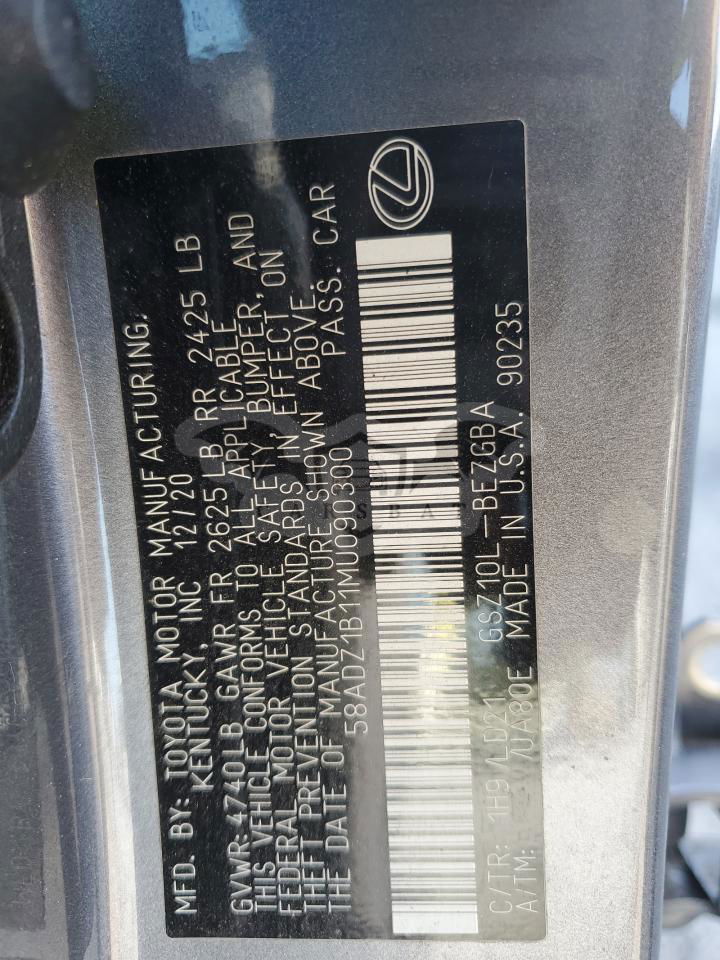 MFD. BY: TOYOTA MOTOR MANUFACTURING.
KENTUCKY, INC 12/20
GVWR: 4740LB GAWR FR 2625 LB RR 2425 LB
THIS VEHICLE CONFORMS TO ALL APPLICABLE
FEDERAL MOTOR VEHICLE SAFETY, BUMPER, AND
THEFT PREVENTION STANDARDS IN EFFECT ON
THE DATE OF MANUFACTURE SHOWN ABOVE.
58ADZ1B11MU090300 PASS. CAR
C/TR: 1H9/LD21 GSZ10L-BEZGBA
A/TM: /UA80E MADE IN U.S.A. 90235